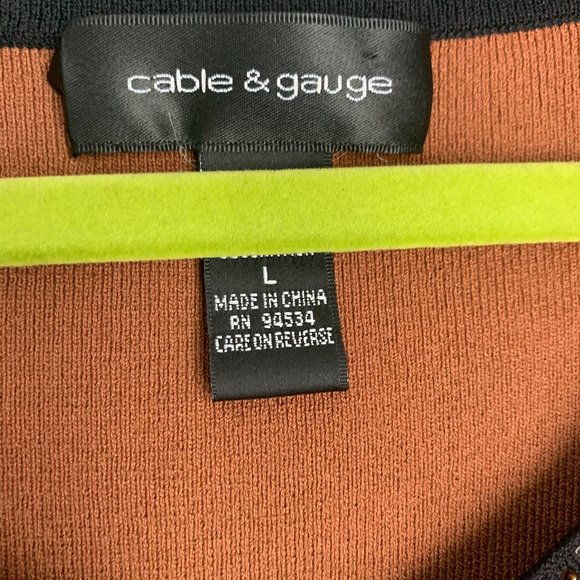 cable & gauge
L
MADE IN CHINA
RN 94534
CARE ON REVERSE